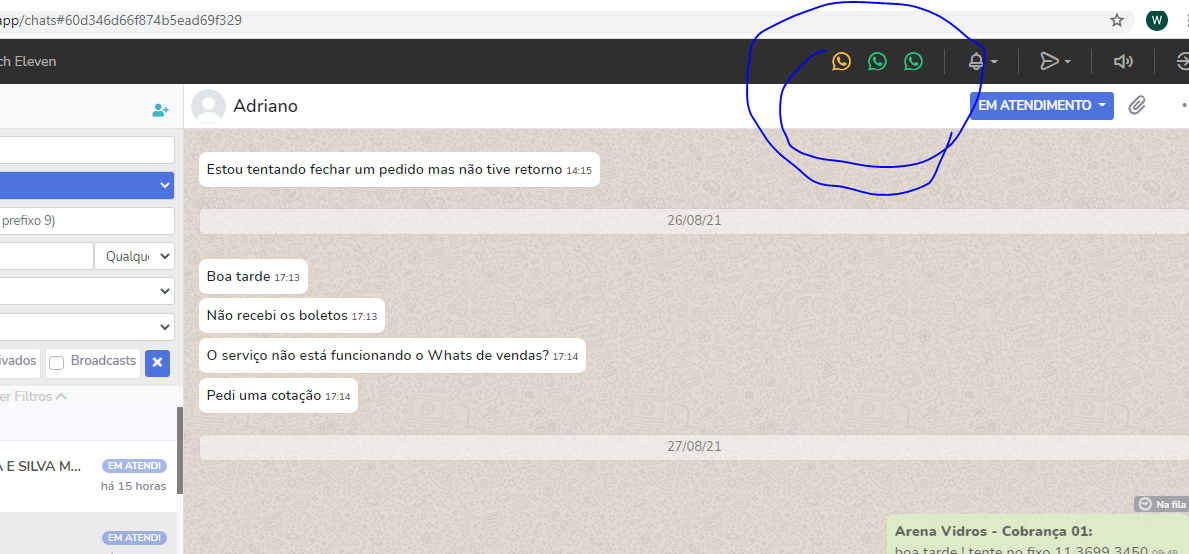 app/chats#60d346d66f874b5ead69f329
W
ch Eleven
Adriano
EM ATENDIMENTO
Estou tentando fechar um pedido mas não tive retorno 14:15
prefixo 9)
26/08/21
Qualqu
Boa tarde 17:13
Não recebi os boletos 17:13
O serviço não está funcionando o Whats de vendas? 17:14
ivados
Broadcasts
Pedi uma cotação 17:14
er Filtros
27/08/21
A E SILVA M...
EM ATENDI
há 15 horas
Na fila
EM ATENDI
Arena Vidros - Cobrança 01:
boa tarde ! tente no fixo 11 3699 3450 09:48